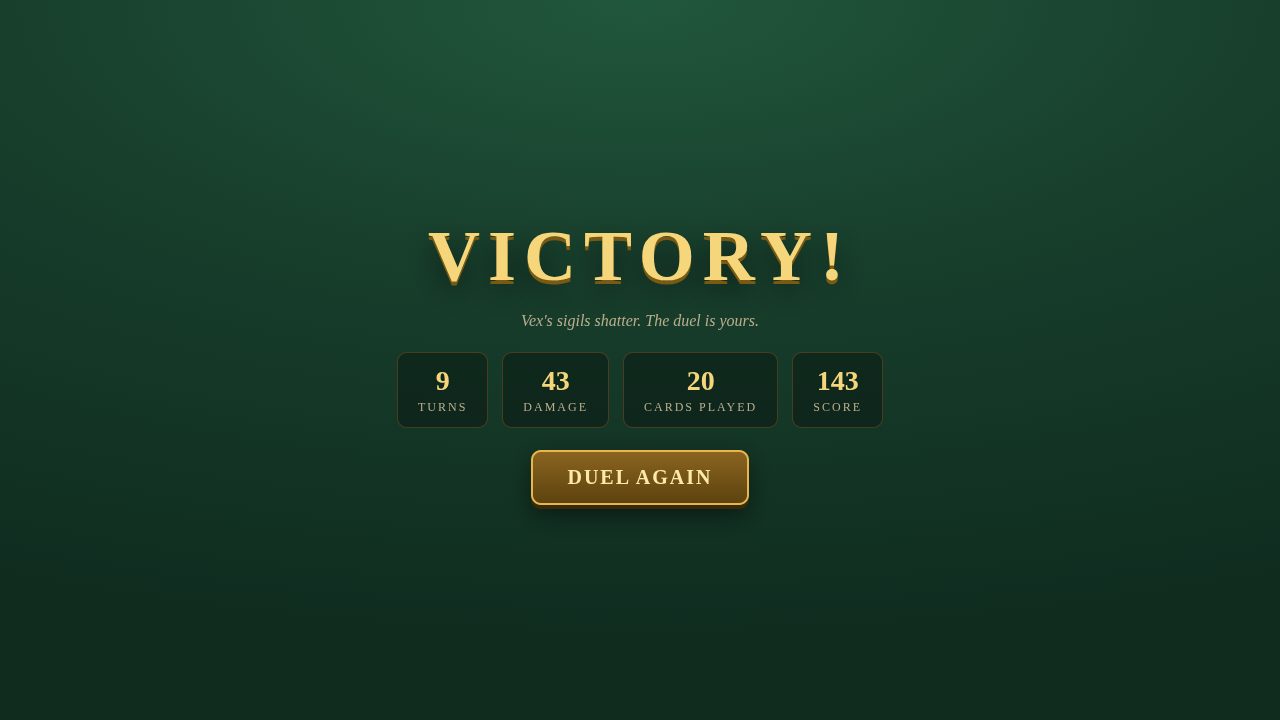 VICTORY!
Vex's sigils shatter. The duel is yours.
9 43 20 143
TURNS DAMAGE CARDS PLAYED SCORE
DUEL AGAIN